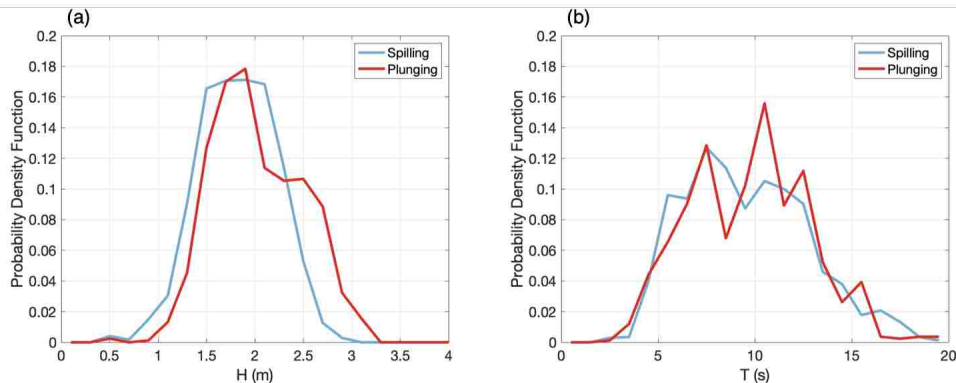 (a)
0.2
0.18
0.16
0.14
0.12
0.1
0.08
0.06
0.04
0.02
0
Probability Density Function
Spilling
Plunging
0 0.5 1 1.5 2 2.5 3 3.5 4
H (m)
(b)
0.2
0.18
0.16
0.14
0.12
0.1
0.08
0.06
0.04
0.02
0
Probability Density Function
Spilling
Plunging
0 5 10 15 20
T (s)